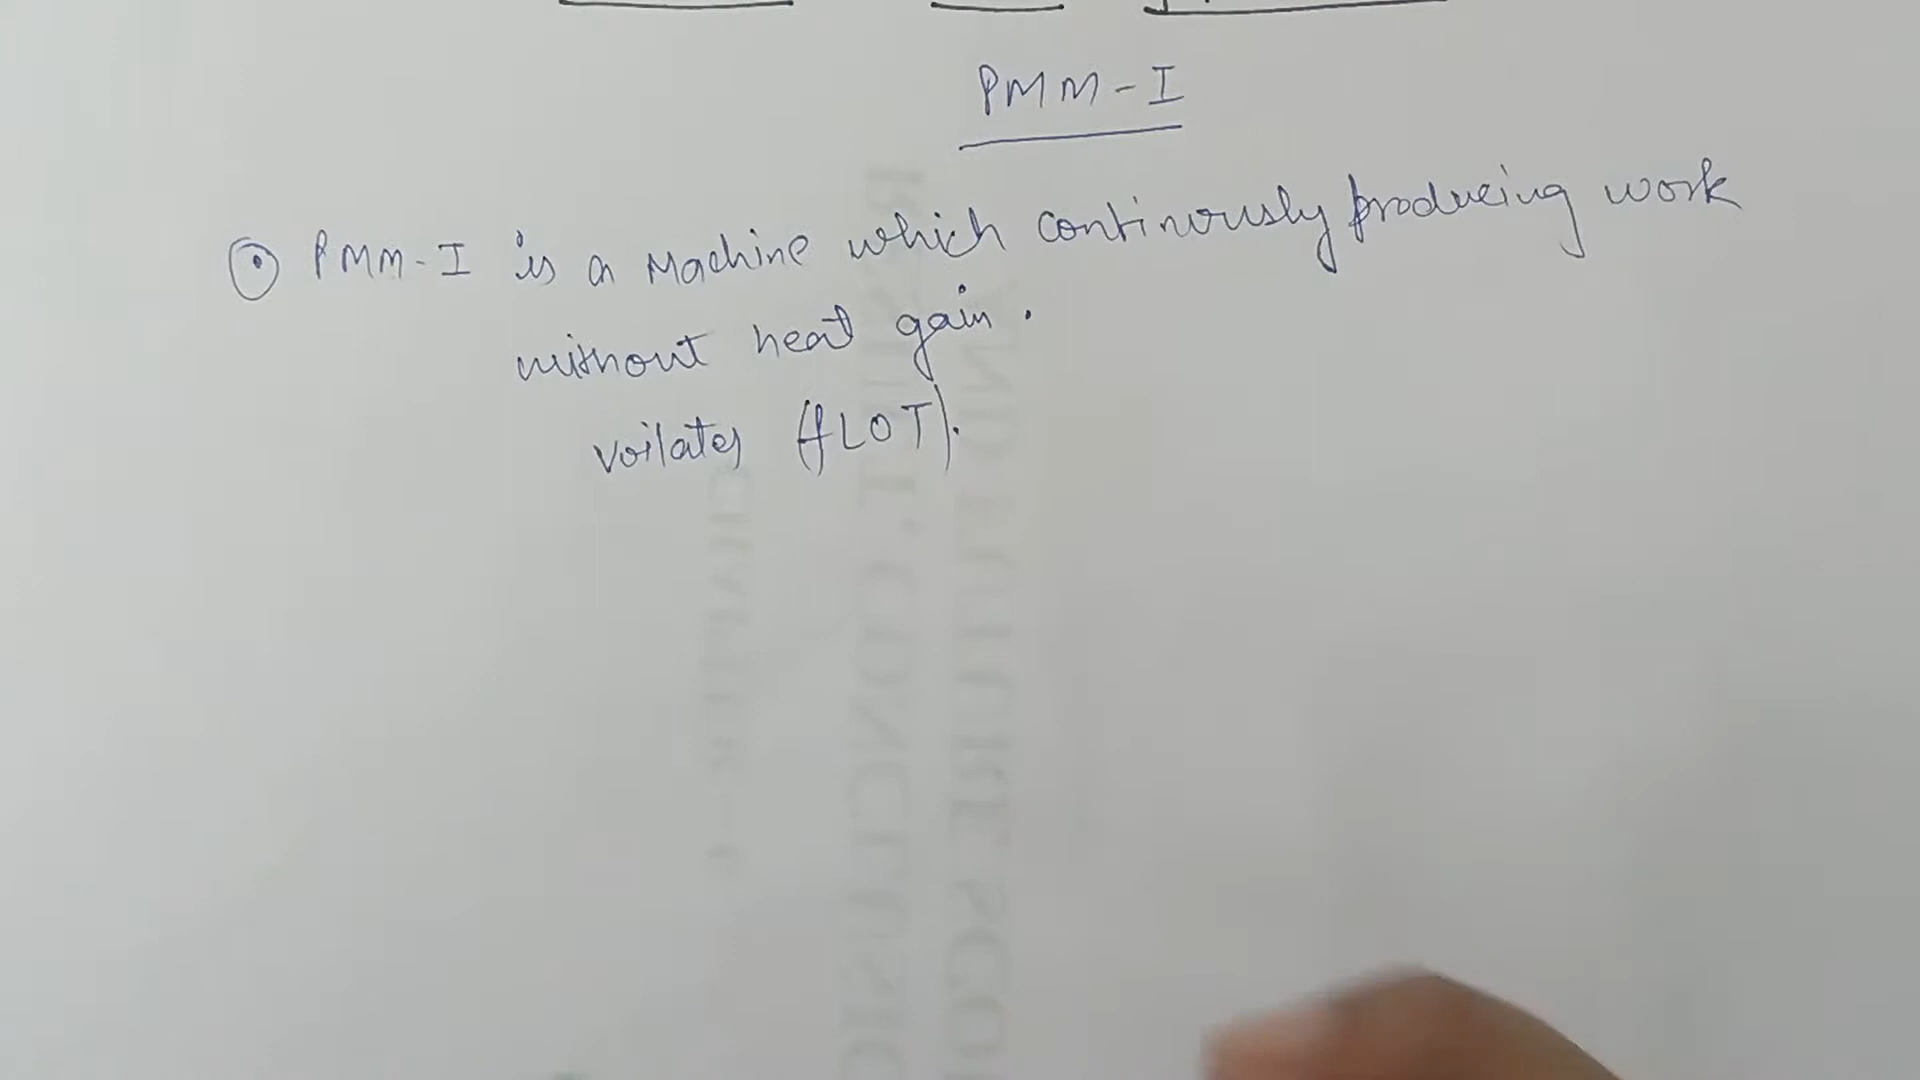 PMM-I
PMM-I is a Machine which continuously producing work
without heat gain.
voilates (fLOT).